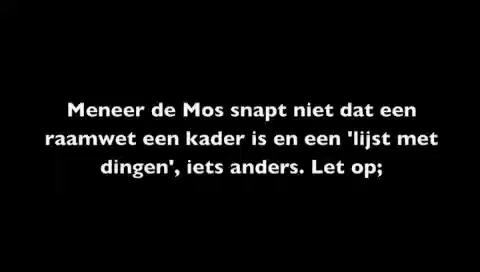 Meneer de Mos snapt niet dat een
raamwet een kader is en een 'lijst met
dingen', iets anders. Let op;